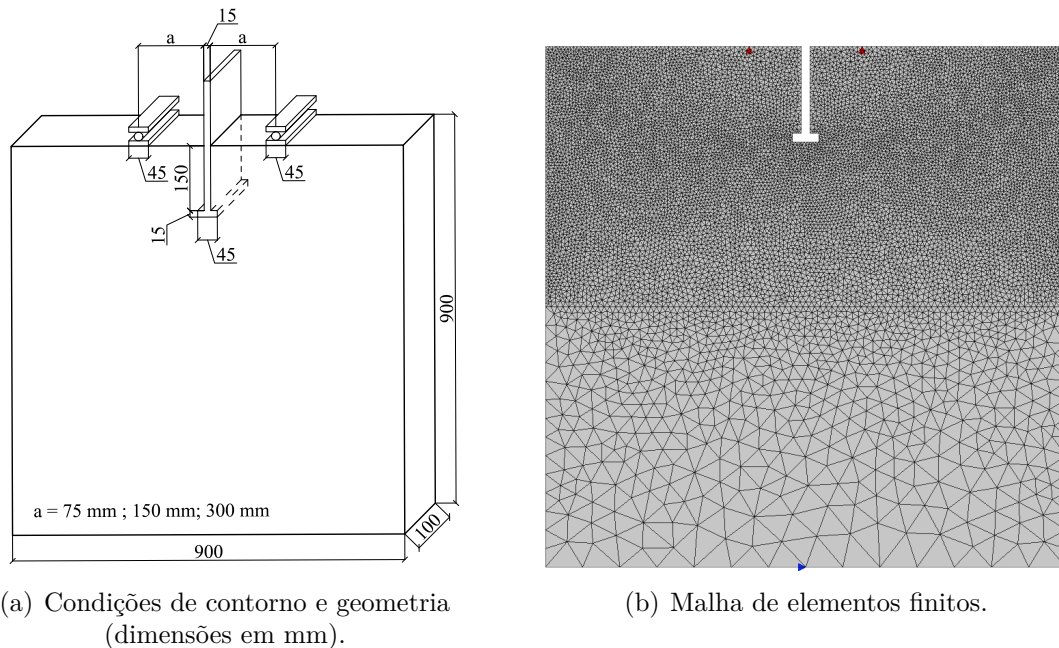 15
a a
45 45
150
15
45
900
a = 75 mm ; 150 mm; 300 mm
100
900
(a) Condições de contorno e geometria
(dimensões em mm).
(b) Malha de elementos finitos.